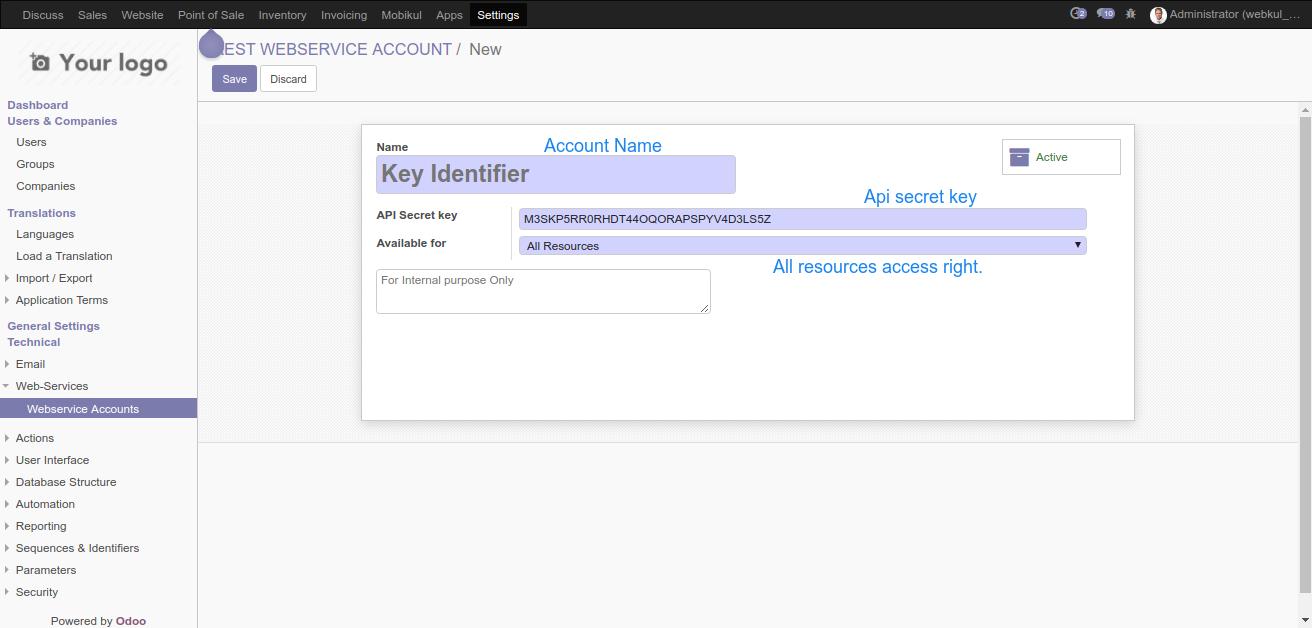 Discuss Sales Website Point of Sale Inventory Invoicing Mobikul Apps Settings 2 10 Administrator (webkul_...
Your logo
EST WEBSERVICE ACCOUNT / New
Save Discard
Dashboard
Users & Companies
Users
Groups
Companies
Translations
Languages
Load a Translation
Import / Export
Application Terms
General Settings
Technical
Email
Web-Services
Webservice Accounts
Actions
User Interface
Database Structure
Automation
Reporting
Sequences & Identifiers
Parameters
Security
Powered by Odoo
Name Account Name
Key Identifier
Active
Api secret key
API Secret key M3SKP5RR0RHDT44OQORAPSPYV4D3LS5Z
Available for All Resources
All resources access right.
For Internal purpose Only